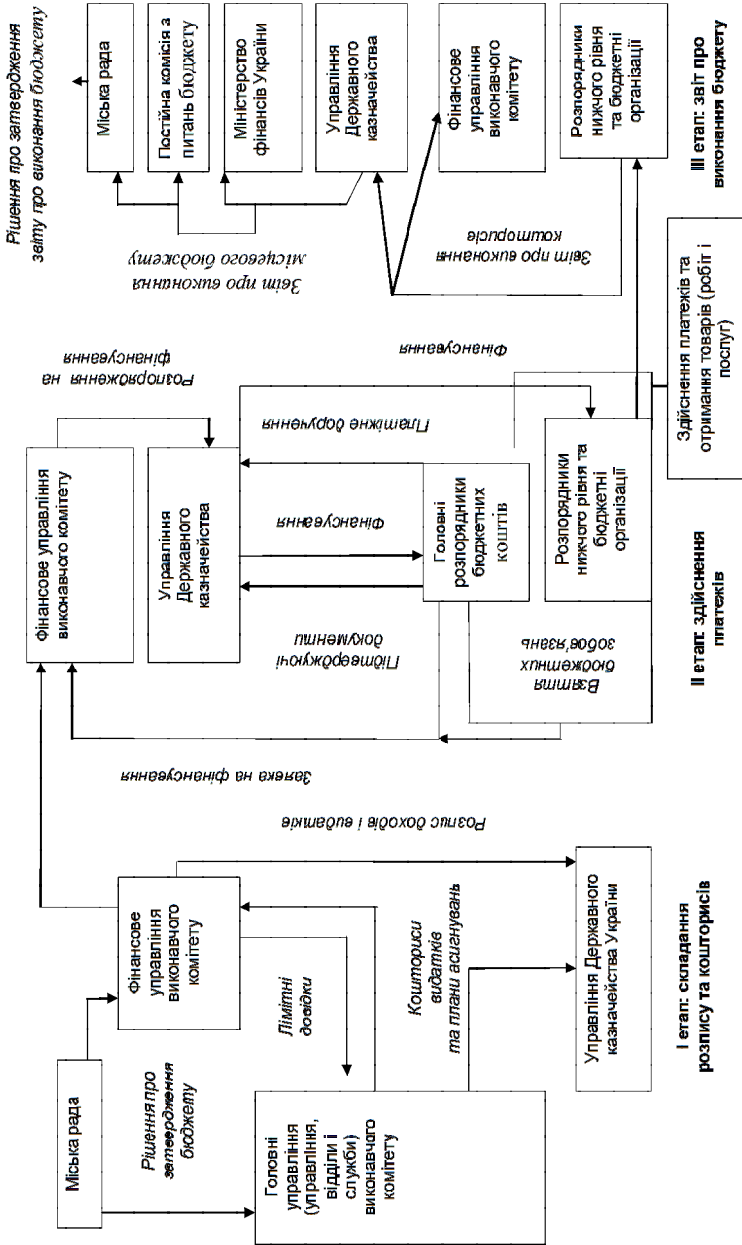 Міська рада
Рішення про
затвердження
бюджету
Фінансове
управління
виконавчого
комітету
Лімітні
довідки
Головні
управління
(управління,
відділи і
служби)
виконавчого
комітету
Кошториси
видатків
та плани асигнувань
Розпис доходів і видатків
Управління Державного
казначейства України
І етап: складання
розпису та кошторисів
Заявка на фінансування
Фінансове управління
виконавчого комітету
Розпорядження на
фінансування
Управління
Державного
казначейства
Підтверджуючі
документи
Фінансування
Платіжне доручення
Фінансування
Головні
розпорядники
бюджетних
коштів
Взяття
бюджетних
зобов'язань
Розпорядники
нижчого рівня та
бюджетні
організації
ІІ етап: здійснення
платежів
Здійснення платежів та
отримання товарів (робіт і
послуг)
Рішення про затвердження
звіту про виконання бюджету
Міська рада
Постійна комісія з
питань бюджету
Міністерство
фінансів України
Управління
Державного
казначейства
Фінансове
управління
виконавчого
комітету
Розпорядники
нижчого рівня
та бюджетні
організації
Звіт про виконання
місцевого бюджету
Звіт про виконання
кошторисів
ІІІ етап: звіт про
виконання бюджету